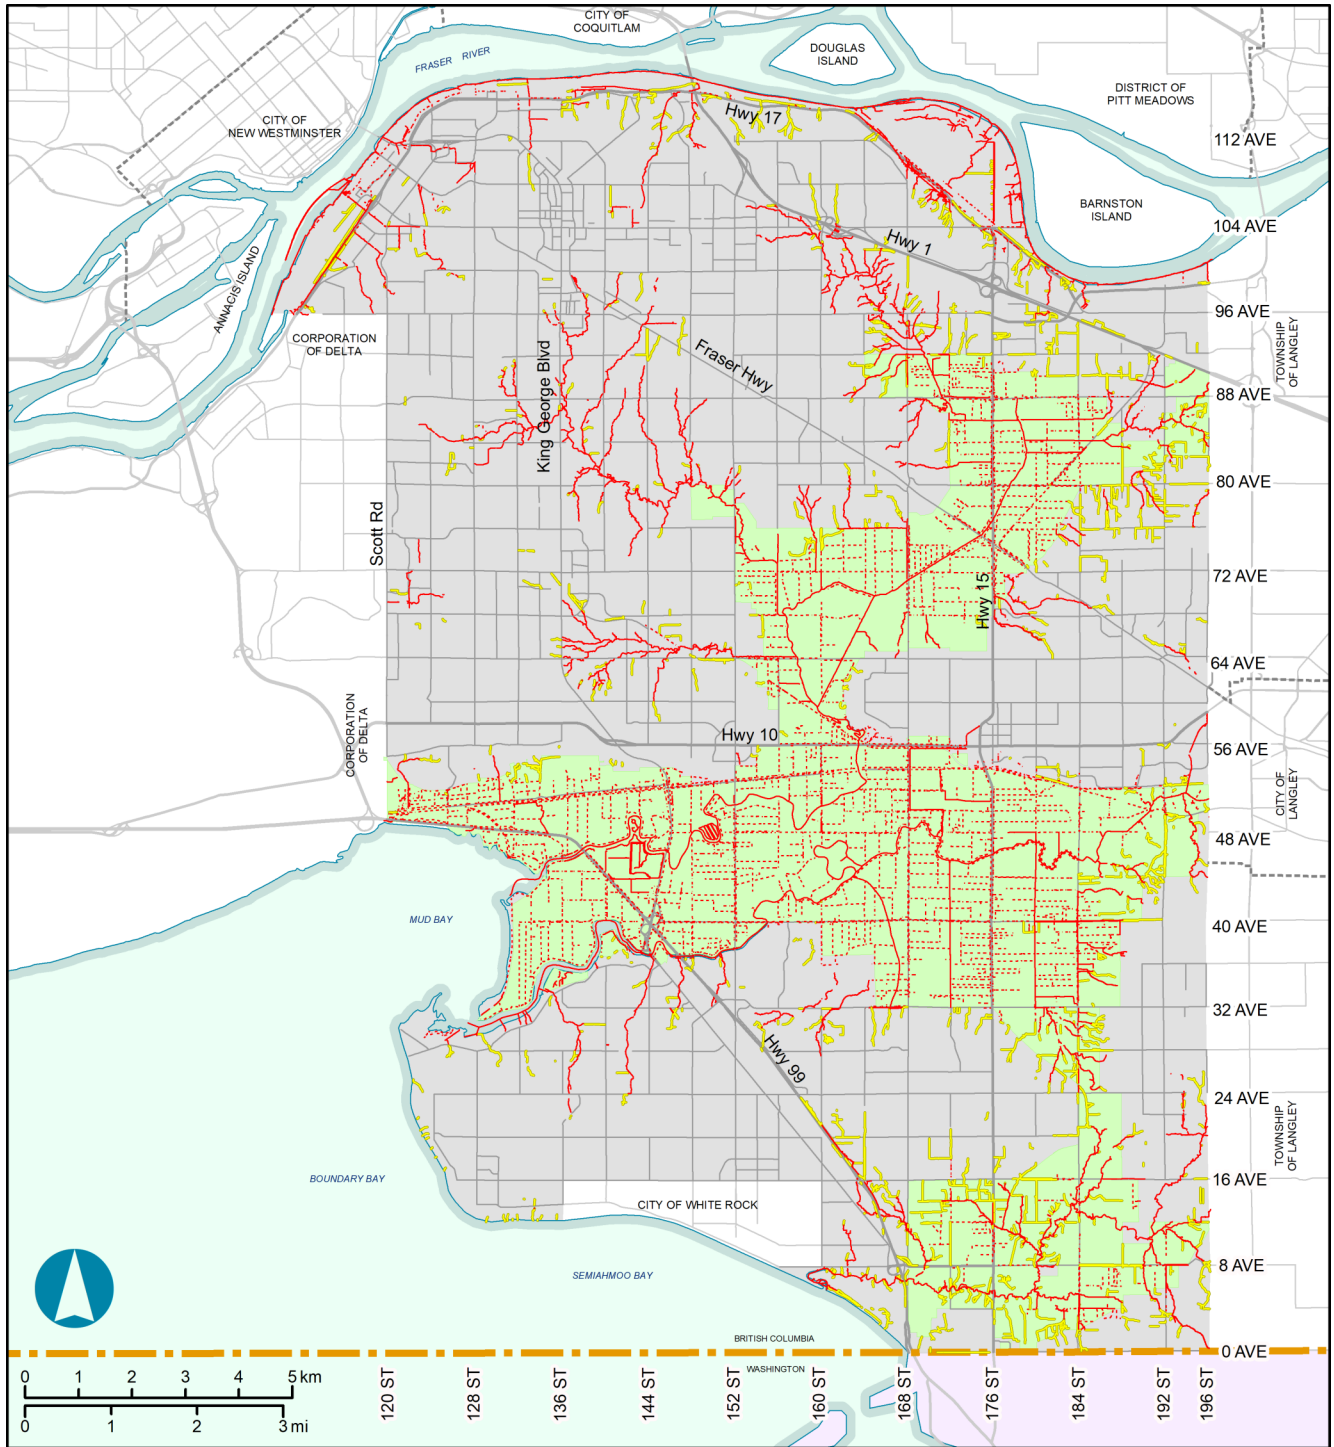 CITY OF
COQUITLAM
FRASER RIVER
DOUGLAS
ISLAND
DISTRICT OF
PITT MEADOWS
CITY OF
NEW WESTMINSTER
Hwy 17
112 AVE
BARNSTON
ISLAND
104 AVE
Hwy 1
ANNACIS ISLAND
96 AVE
CORPORATION
OF DELTA
TOWNSHIP
OF LANGLEY
Fraser Hwy
King George Blvd
88 AVE
80 AVE
Scott Rd
72 AVE
Hwy 15
64 AVE
CORPORATION
OF DELTA
Hwy 10
56 AVE
CITY OF
LANGLEY
48 AVE
MUD BAY
40 AVE
32 AVE
Hwy 99
24 AVE
TOWNSHIP
OF LANGLEY
BOUNDARY BAY
16 AVE
CITY OF WHITE ROCK
SEMIAHMOO BAY
8 AVE
BRITISH COLUMBIA
0 AVE
WASHINGTON
0 1 2 3 4 5 km
0 1 2 3 mi
120 ST
128 ST
136 ST
144 ST
152 ST
160 ST
168 ST
176 ST
184 ST
192 ST
196 ST